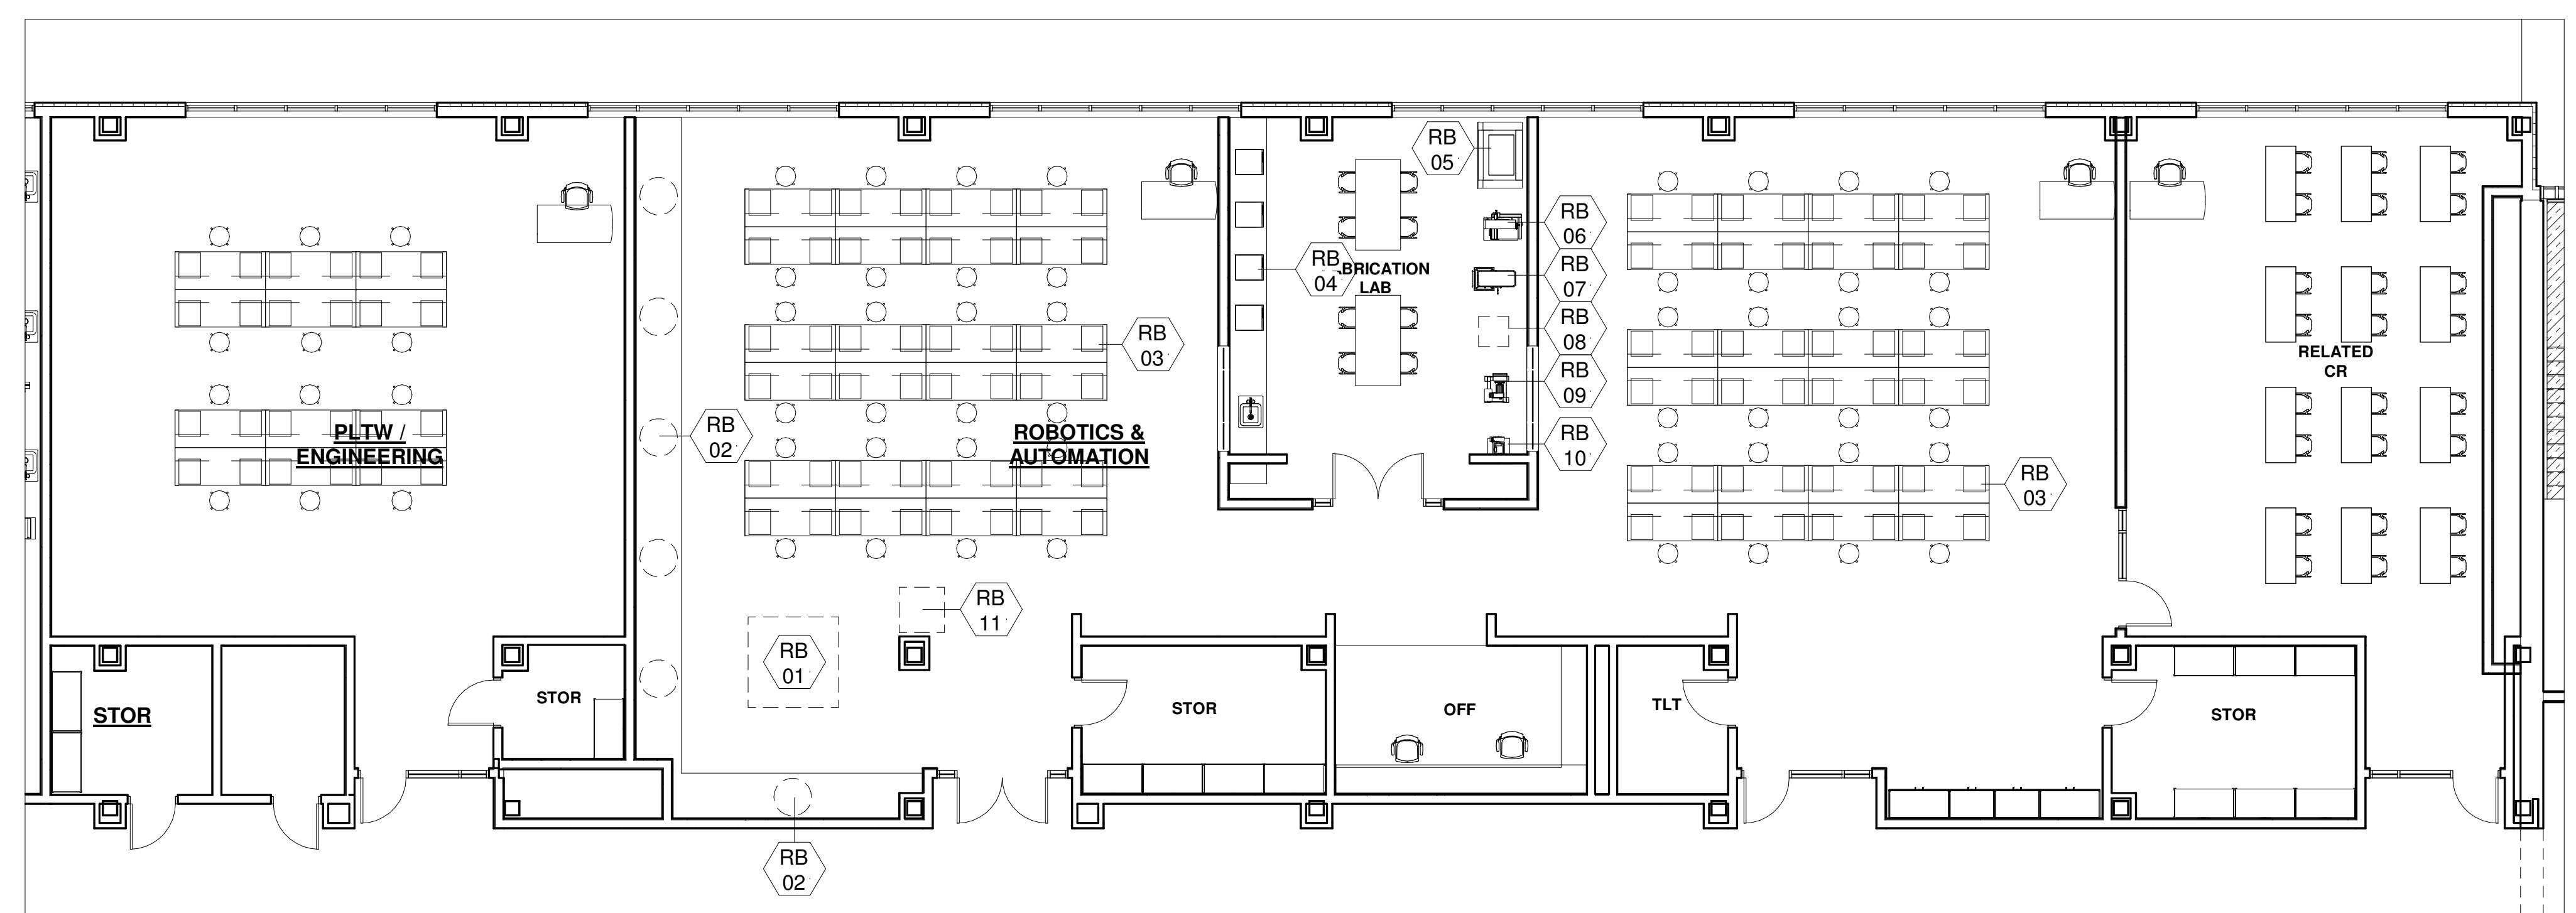 RB
05
RB
06
RB
04
ABRICATION
LAB
RB
07
RB
08
RB
03
RELATED
CR
RB
09
RB
02
PLTW /
ENGINEERING
ROBOTICS &
AUTOMATION
RB
10
RB
03
RB
11
RB
01
STOR
STOR
STOR
OFF
TLT
STOR
RB
02